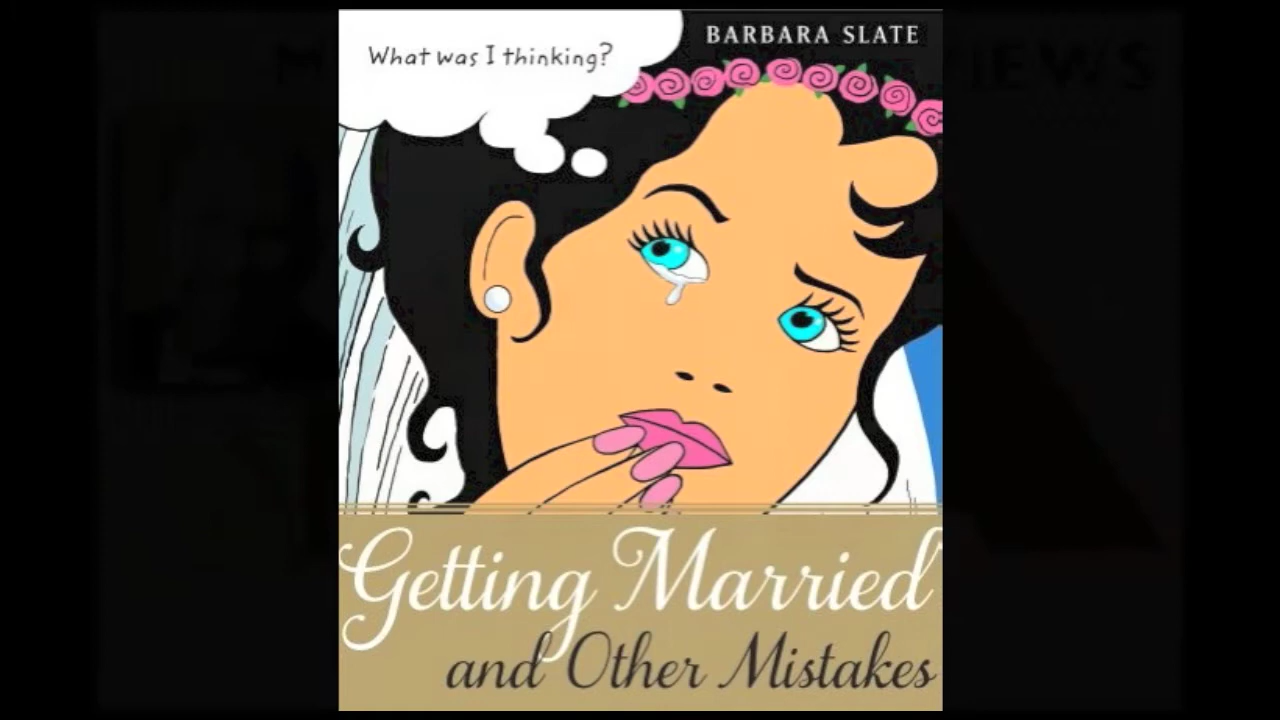 BARBARA SLATE
What was I thinking?
Getting Married
and Other Mistakes